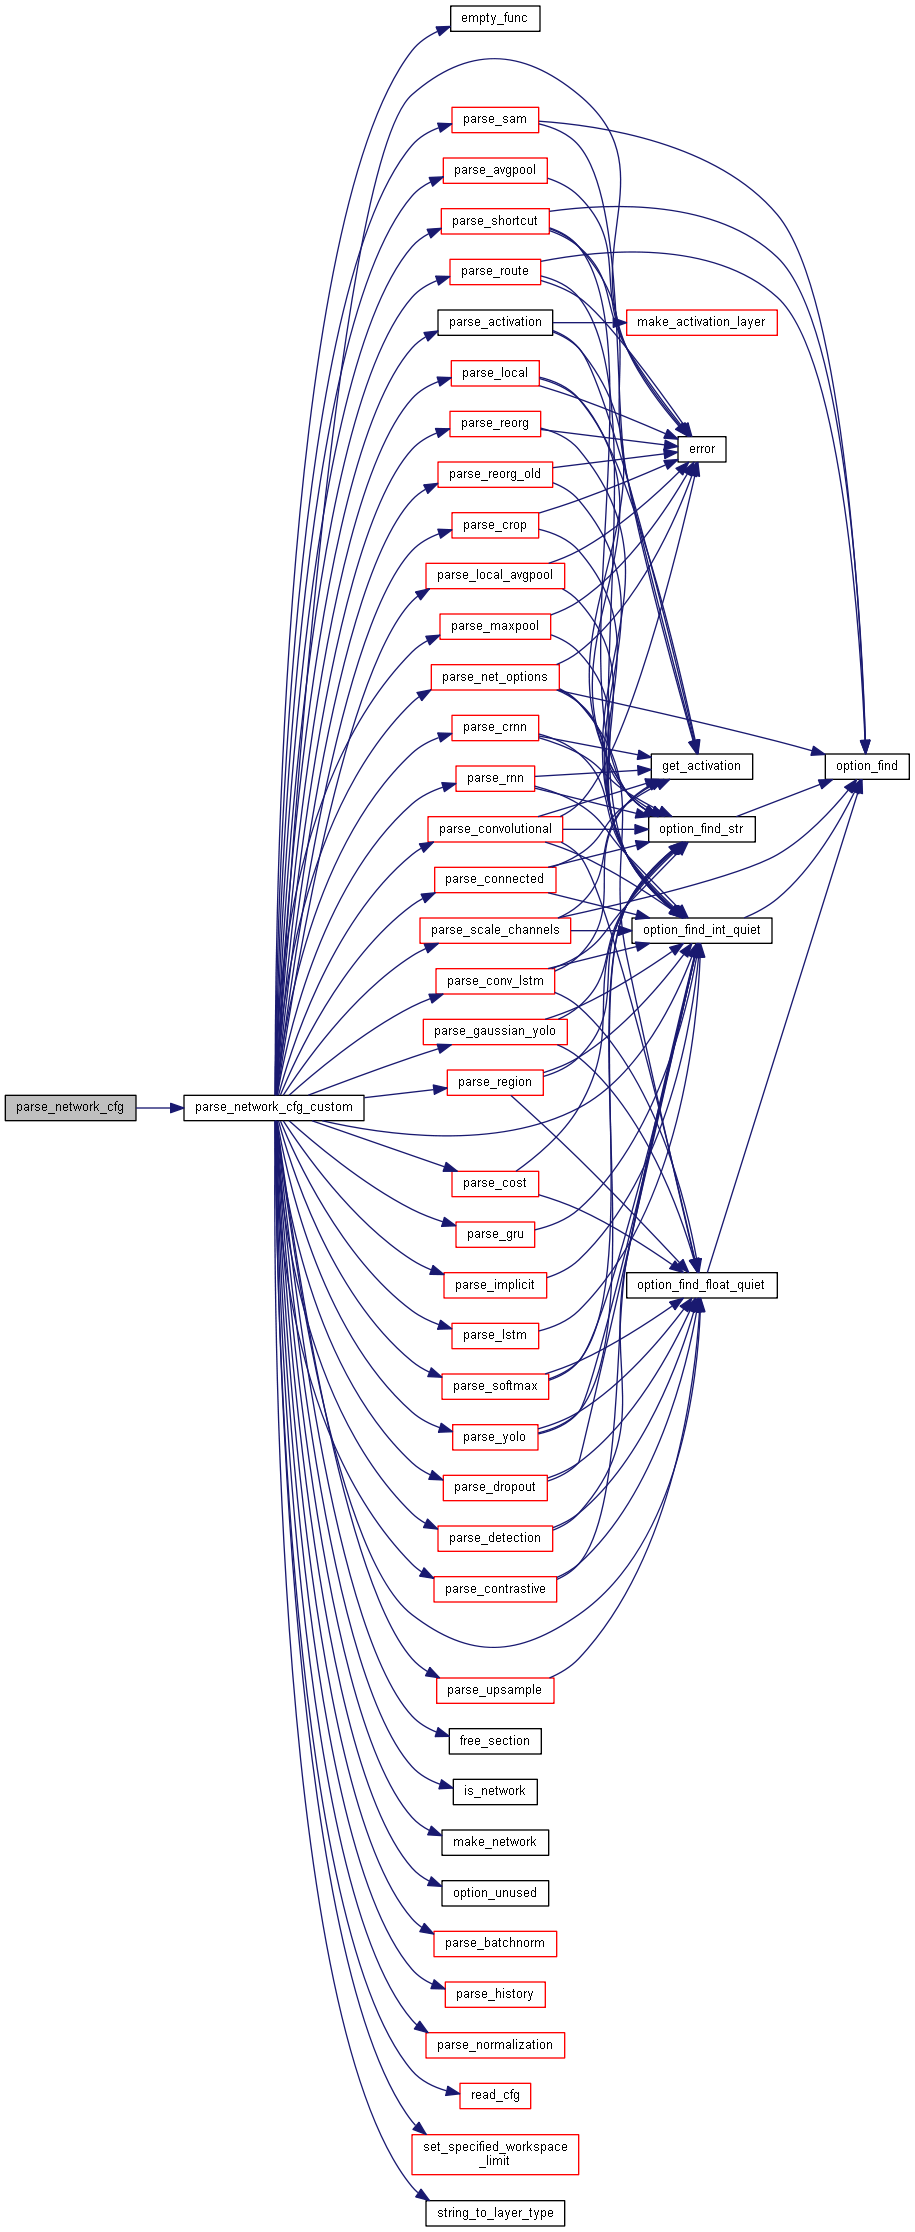 empty_func
parse_sam
parse_avgpool
parse_shortcut
parse_route
parse_activation
make_activation_layer
parse_local
parse_reorg
error
parse_reorg_old
parse_crop
parse_local_avgpool
parse_maxpool
parse_net_options
parse_crnn
get_activation
option_find
parse_rnn
parse_convolutional
option_find_str
parse_connected
parse_scale_channels
option_find_int_quiet
parse_conv_lstm
parse_gaussian_yolo
parse_region
parse_network_cfg
parse_network_cfg_custom
parse_cost
parse_gru
parse_implicit
option_find_float_quiet
parse_lstm
parse_softmax
parse_yolo
parse_dropout
parse_detection
parse_contrastive
parse_upsample
free_section
is_network
make_network
option_unused
parse_batchnorm
parse_history
parse_normalization
read_cfg
set_specified_workspace
_limit
string_to_layer_type